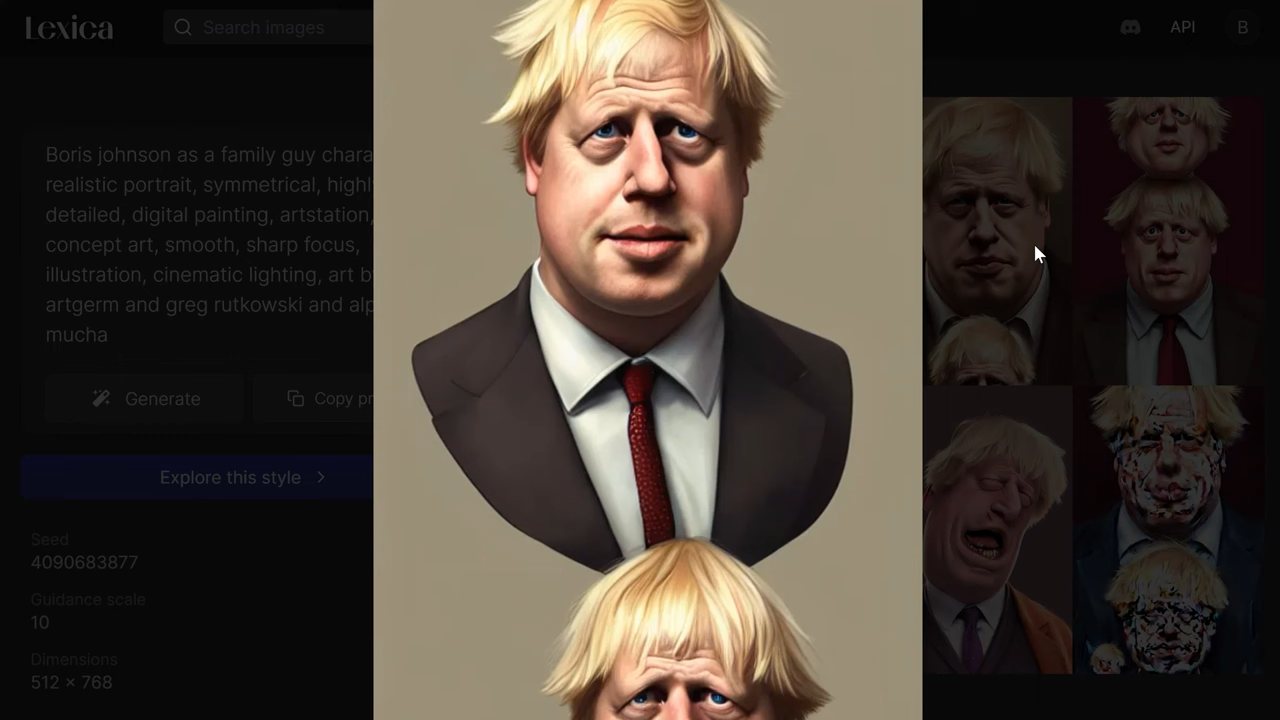 Lexica
Search images
API
B
Boris johnson as a family guy chara
realistic portrait, symmetrical, highl
detailed, digital painting, artstation,
concept art, smooth, sharp focus,
illustration, cinematic lighting, art b
artgerm and greg rutkowski and alp
mucha
Generate
Copy pr
Explore this style
Seed
4090683877
Guidance scale
10
Dimensions
512 × 768